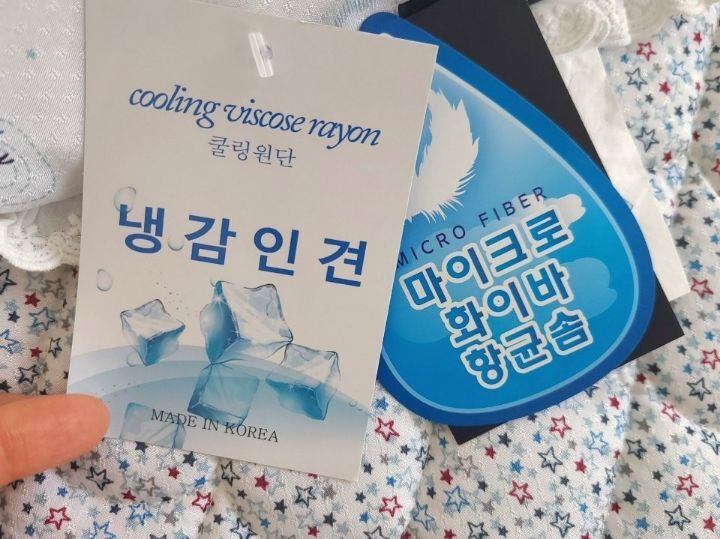 cooling viscose rayon
쿨링원단
냉감인견
MADE IN KOREA
MICRO FIBER
마이크로
화이바
항균솜